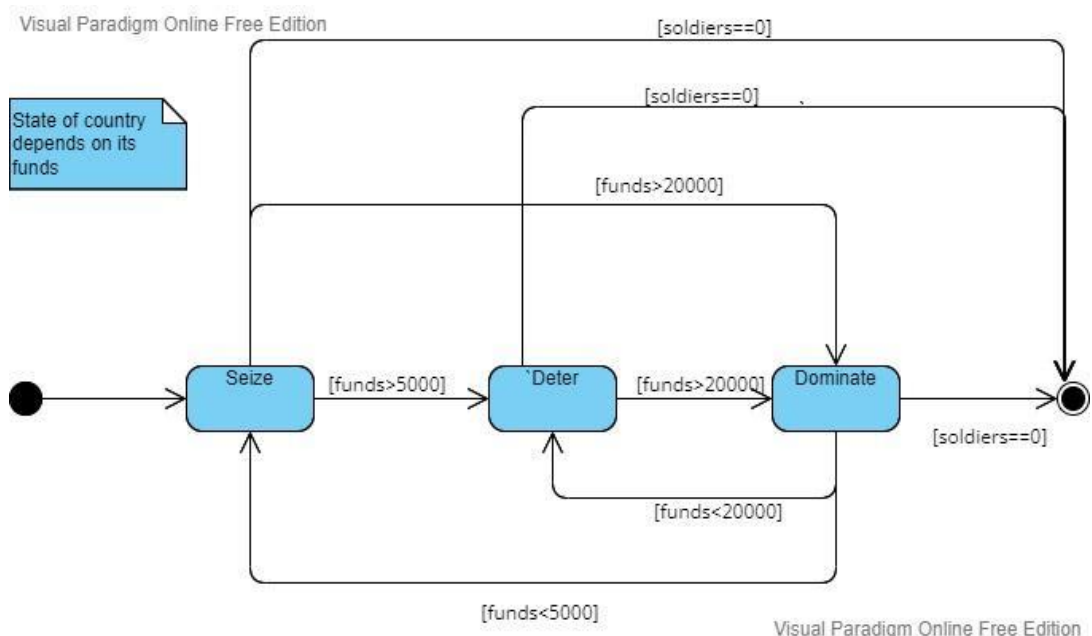 Visual Paradigm Online Free Edition
[soldiers==0]
[soldiers==0] `
State of country
depends on its
funds
[funds>20000]
Seize
[funds>5000]
`Deter
[funds>20000]
Dominate
[soldiers==0]
[funds<20000]
[funds<5000]
Visual Paradigm Online Free Edition